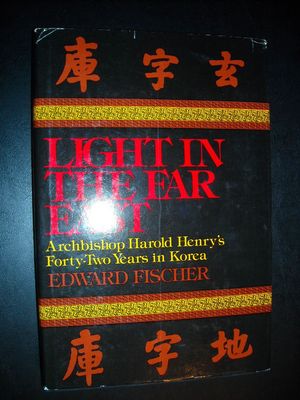 庫字玄
LIGHT IN
THE FAR
EAST
Archbishop Harold Henry's
Forty-Two Years in Korea
EDWARD FISCHER
庫字地